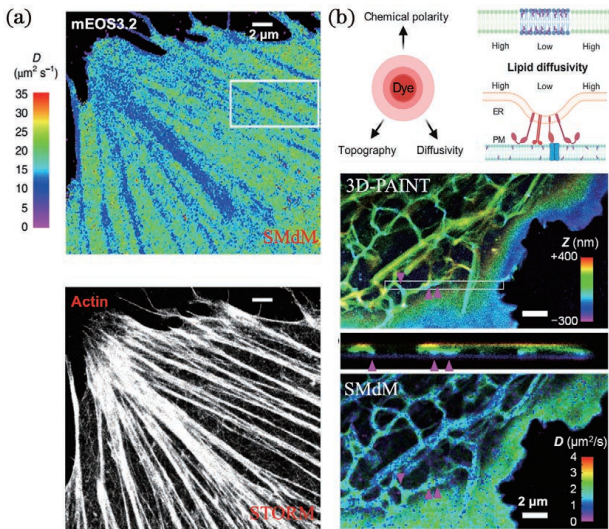 (a)
mEOS3.2
2 μm
D
(μm² s⁻¹)
35
30
25
20
15
10
5
0
SMdM
Actin
STORM
(b)
Chemical polarity
Dye
Topography
Diffusivity
High
Low
High
Lipid diffusivity
High
Low
High
ER
PM
3D-PAINT
Z (nm)
+400
−300
SMdM
D (μm²/s)
4
3
2
1
0
2 μm